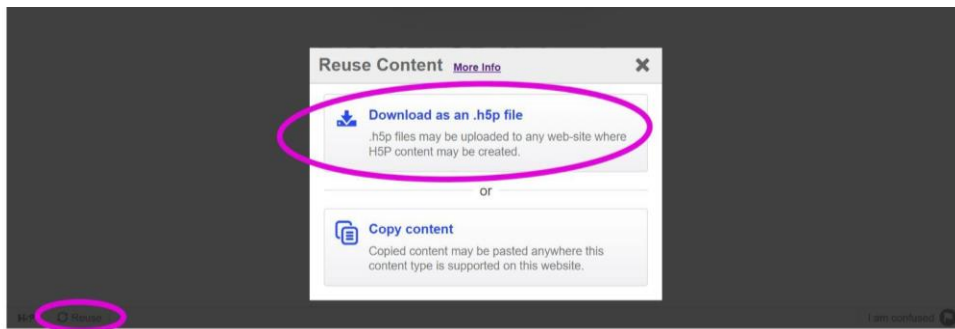 Reuse Content More Info
Download as an .h5p file
.h5p files may be uploaded to any web-site where
H5P content may be created.
or
Copy content
Copied content may be pasted anywhere this
content type is supported on this website.
Reuse
I am confused